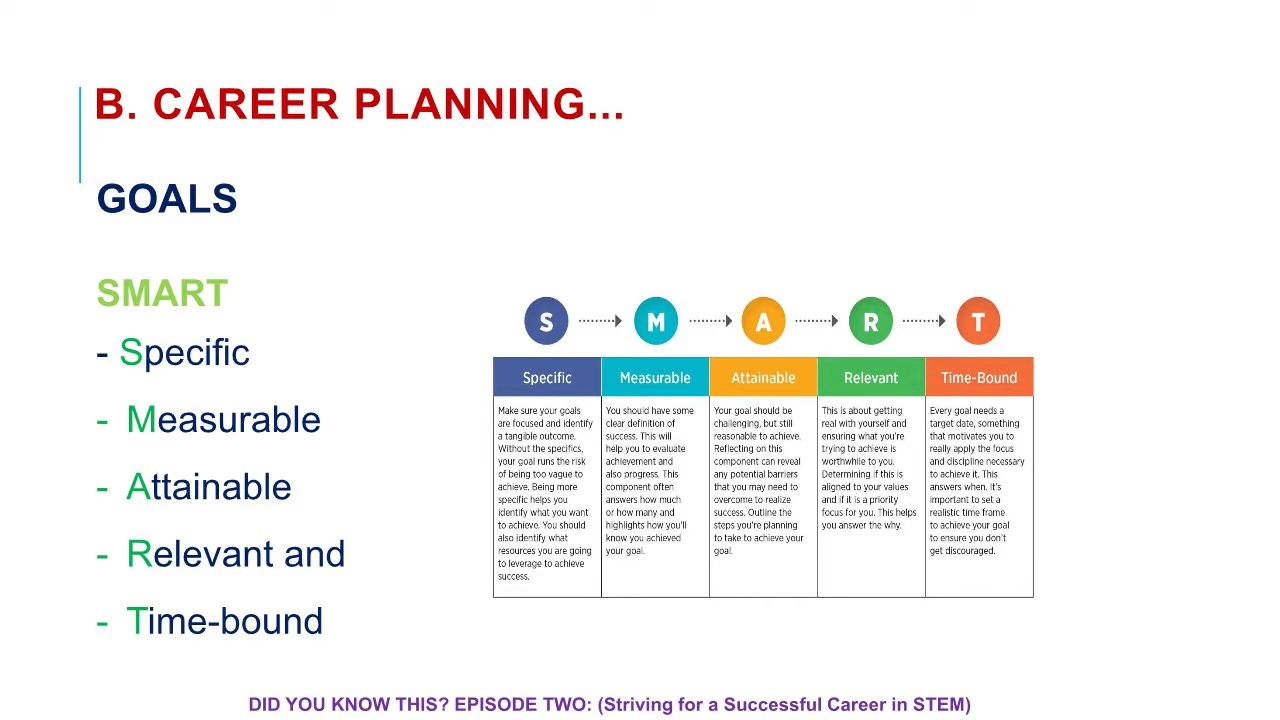 B. CAREER PLANNING...
GOALS
SMART
- Specific
- Measurable
- Attainable
- Relevant and
- Time-bound
S M A R T
Specific Measurable Attainable Relevant Time-Bound
Make sure your goals
are focused and identify
a tangible outcome.
Without the specifics,
your goal runs the risk
of being too vague to
achieve. Being more
specific helps you
identify what you want
to achieve. You should
also identify what
resources you are going
to leverage to achieve
success.
You should have some
clear definition of
success. This will
help you to evaluate
achievement and
also progress. This
component often
answers how much
or how many and
highlights how you'll
know you achieved
your goal.
Your goal should be
challenging, but still
reasonable to achieve.
Reflecting on this
component can reveal
any potential barriers
that you may need to
overcome to realize
success. Outline the
steps you're planning
to take to achieve your
goal.
This is about getting
real with yourself and
ensuring what you're
trying to achieve is
worthwhile to you.
Determining if this is
aligned to your values
and if it is a priority
focus for you. This helps
you answer the why.
Every goal needs a
target date, something
that motivates you to
really apply the focus
and discipline necessary
to achieve it. This
answers when. It's
important to set a
realistic time frame
to achieve your goal
to ensure you don't
get discouraged.
DID YOU KNOW THIS? EPISODE TWO: (Striving for a Successful Career in STEM)